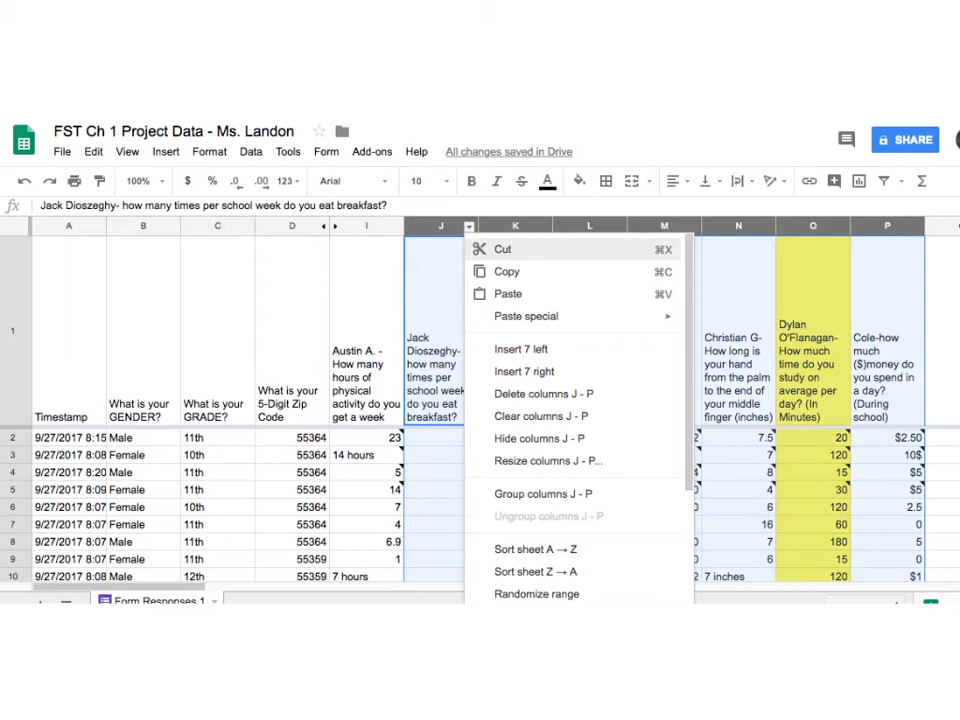 FST Ch 1 Project Data - Ms. Landon
File Edit View Insert Format Data Tools Form Add-ons Help All changes saved in Drive
SHARE
100% $ % .0 .00 123 Arial 10 B I S A Σ
fx Jack Dioszeghy- how many times per school week do you eat breakfast?
A B C D I J K L M N O P
1
Timestamp
What is your
GENDER?
What is your
GRADE?
What is your
5-Digit Zip
Code
Austin A. -
How many
hours of
physical
activity do you
get a week
Jack
Dioszeghy-
how many
times per
school week
do you eat
breakfast?
Christian G-
How long is
your hand
from the palm
to the end of
your middle
finger (inches)
Dylan
O'Flanagan-
How much
time do you
study on
average per
day? (In
Minutes)
Cole-how
much
($)money do
you spend in
a day?
(During
school)
2 9/27/2017 8:15 Male 11th 55364 23 2 7.5 20 $2.50
3 9/27/2017 8:08 Female 10th 55364 14 hours 7 120 10$
4 9/27/2017 8:20 Male 11th 55364 5 8 15 $5
5 9/27/2017 8:09 Female 11th 55364 14 0 4 30 $5
6 9/27/2017 8:07 Female 10th 55364 7 6 120 2.5
7 9/27/2017 8:07 Male 11th 55364 4 16 60 0
8 9/27/2017 8:07 Male 11th 55364 6.9 0 7 180 5
9 9/27/2017 8:07 Female 11th 55359 1 0 6 15 0
10 9/27/2017 8:08 Male 12th 55359 7 hours 2 7 inches 120 $1
Cut ⌘X
Copy ⌘C
Paste ⌘V
Paste special
Insert 7 left
Insert 7 right
Delete columns J - P
Clear columns J - P
Hide columns J - P
Resize columns J - P...
Group columns J - P
Ungroup columns J - P
Sort sheet A → Z
Sort sheet Z → A
Randomize range
Form Responses 1